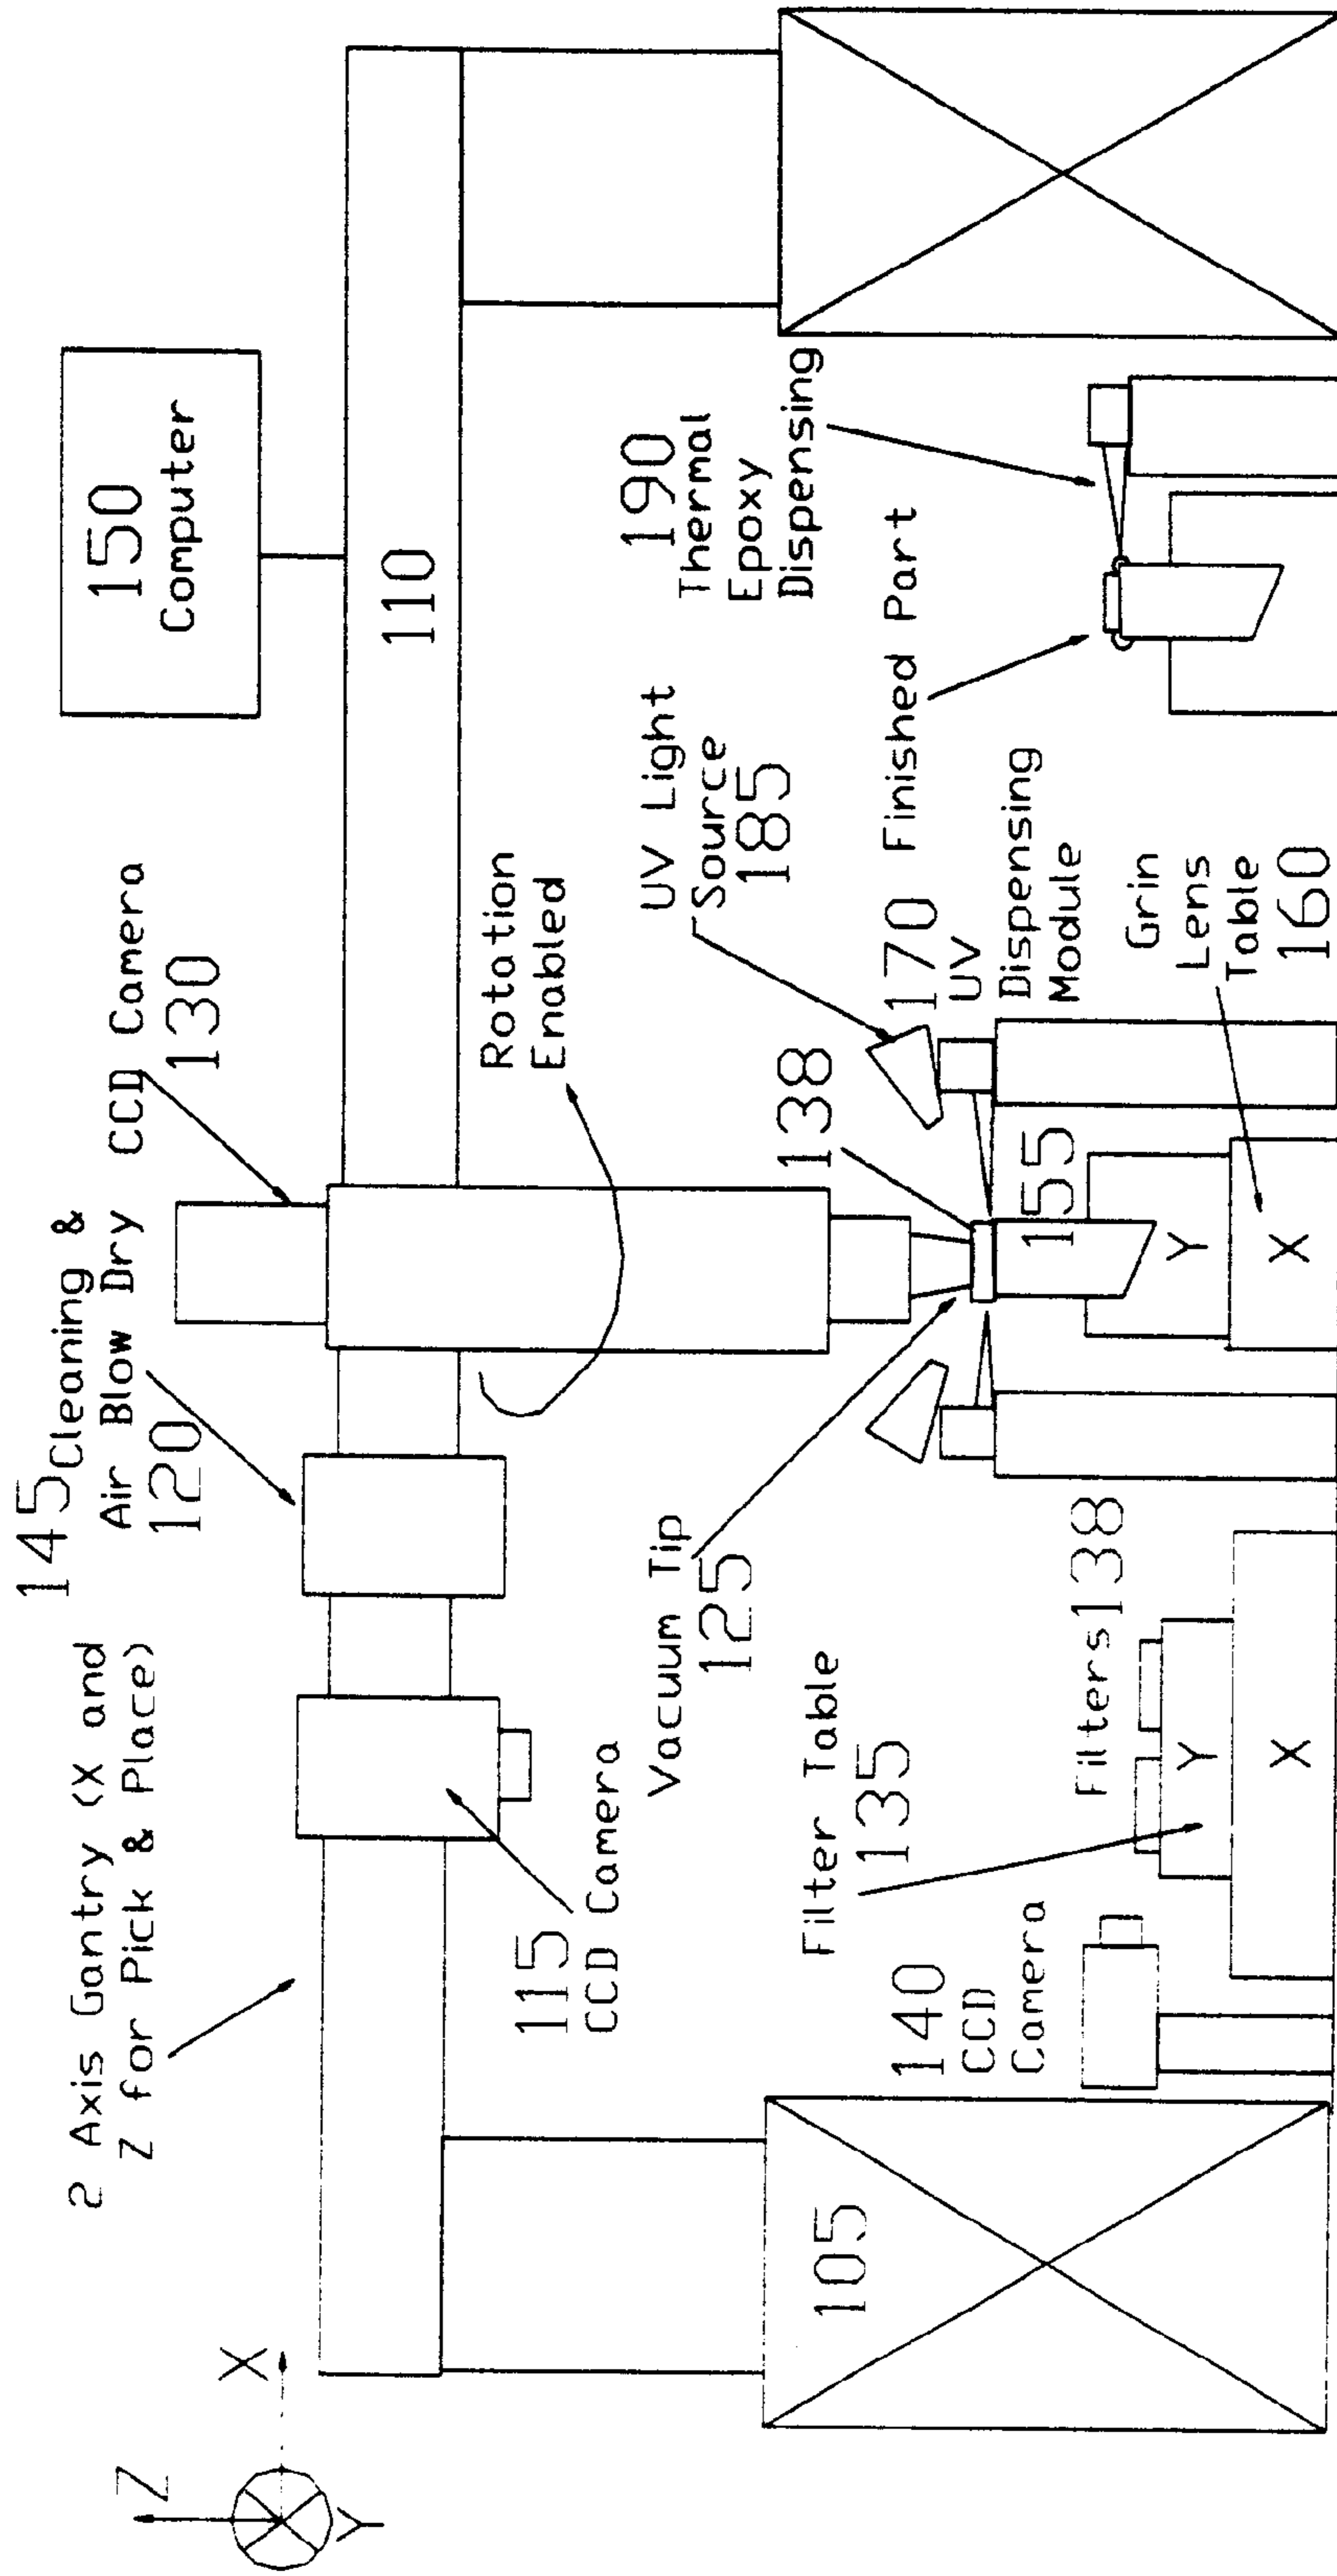 150
Computer
145 Cleaning &
Air Blow Dry
120
CCD Camera
130
2 Axis Gantry (X and
Z for Pick & Place)
Z
X
Y
110
Rotation
Enabled
115
CCD Camera
UV Light
Source
185
190
Thermal
Epoxy
Dispensing
Vacuum Tip
125
138
105
Filter Table
135
170
UV
Dispensing
Module
Finished Part
140
CCD
Camera
Filters 138
155
Grin
Lens
Table
160
Y
X
Y
X